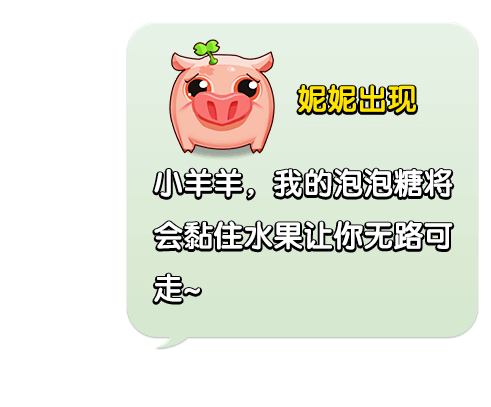 妮妮出现
小羊羊，我的泡泡糖将
会黏住水果让你无路可
走~